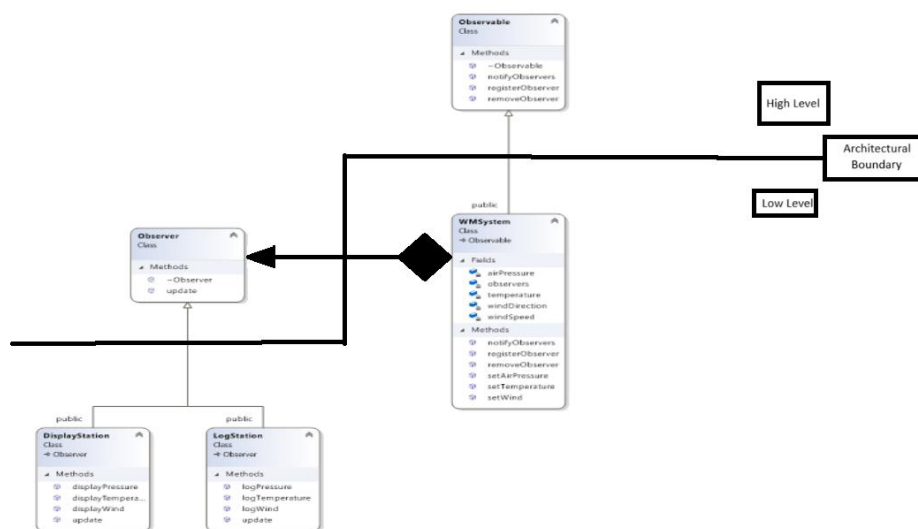 Observable
Class
Methods
~Observable
notifyObservers
registerObserver
removeObserver
High Level
Architectural
Boundary
Low Level
public
WMSystem
Class
Observable
Fields
airPressure
observers
temperature
windDirection
windSpeed
Methods
notifyObservers
registerObserver
removeObserver
setAirPressure
setTemperature
setWind
Observer
Class
Methods
~Observer
update
public
public
DisplayStation
Class
Observer
Methods
displayPressure
displayTempera...
displayWind
update
LogStation
Class
Observer
Methods
logPressure
logTemperature
logWind
update